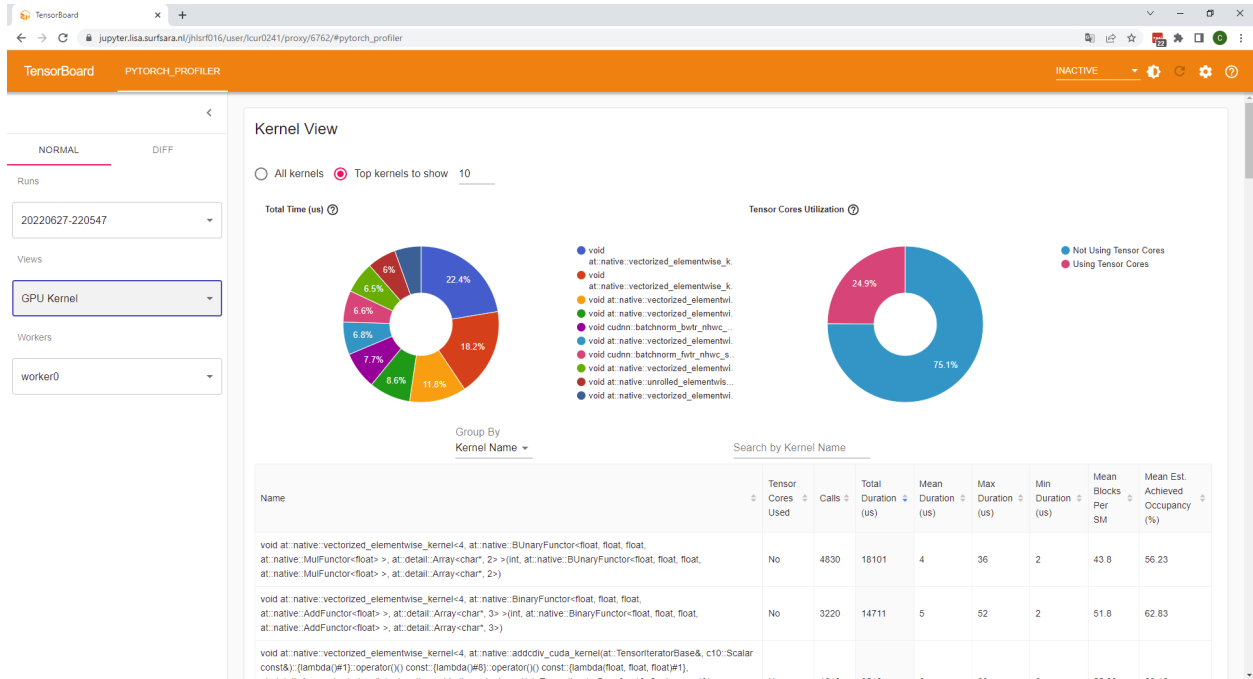 TensorBoard
jupyter.lisa.surfsara.nl/jhlsrf016/user/lcur0241/proxy/6762/#pytorch_profiler
22
C
TensorBoard
PYTORCH_PROFILER
INACTIVE
NORMAL
DIFF
Runs
20220627-220547
Views
GPU Kernel
Workers
worker0
Kernel View
All kernels
Top kernels to show
10
Total Time (us)
22.4%
18.2%
11.8%
8.6%
7.7%
6.8%
6.6%
6.5%
6%
void
at::native::vectorized_elementwise_k.
void
at::native::vectorized_elementwise_k.
void at::native::vectorized_elementwi.
void at::native::vectorized_elementwi.
void cudnn::batchnorm_bwtr_nhwc_...
void at::native::vectorized_elementwi.
void cudnn::batchnorm_fwtr_nhwc_s..
void at::native::vectorized_elementwi.
void at::native::unrolled_elementwis...
void at::native::vectorized_elementwi.
Tensor Cores Utilization
24.9%
75.1%
Not Using Tensor Cores
Using Tensor Cores
Group By
Kernel Name
Search by Kernel Name
Name
Tensor Cores Used
Calls
Total Duration (us)
Mean Duration (us)
Max Duration (us)
Min Duration (us)
Mean Blocks Per SM
Mean Est. Achieved Occupancy (%)
void at::native::vectorized_elementwise_kernel<4, at::native::BUnaryFunctor<float, float, float,
at::native::MulFunctor<float> >, at::detail::Array<char*, 2> >(int, at::native::BUnaryFunctor<float, float, float,
at::native::MulFunctor<float> >, at::detail::Array<char*, 2>)
No 4830 18101 4 36 2 43.8 56.23
void at::native::vectorized_elementwise_kernel<4, at::native::BinaryFunctor<float, float, float,
at::native::AddFunctor<float> >, at::detail::Array<char*, 3> >(int, at::native::BinaryFunctor<float, float, float,
at::native::AddFunctor<float> >, at::detail::Array<char*, 3>)
No 3220 14711 5 52 2 51.8 62.83
void at::native::vectorized_elementwise_kernel<4, at::native::addcdiv_cuda_kernel(at::TensorIteratorBase&, c10::Scalar
const&)::{lambda()#1}::operator()() const::{lambda()#8}::operator()() const::{lambda(float, float, float)#1},